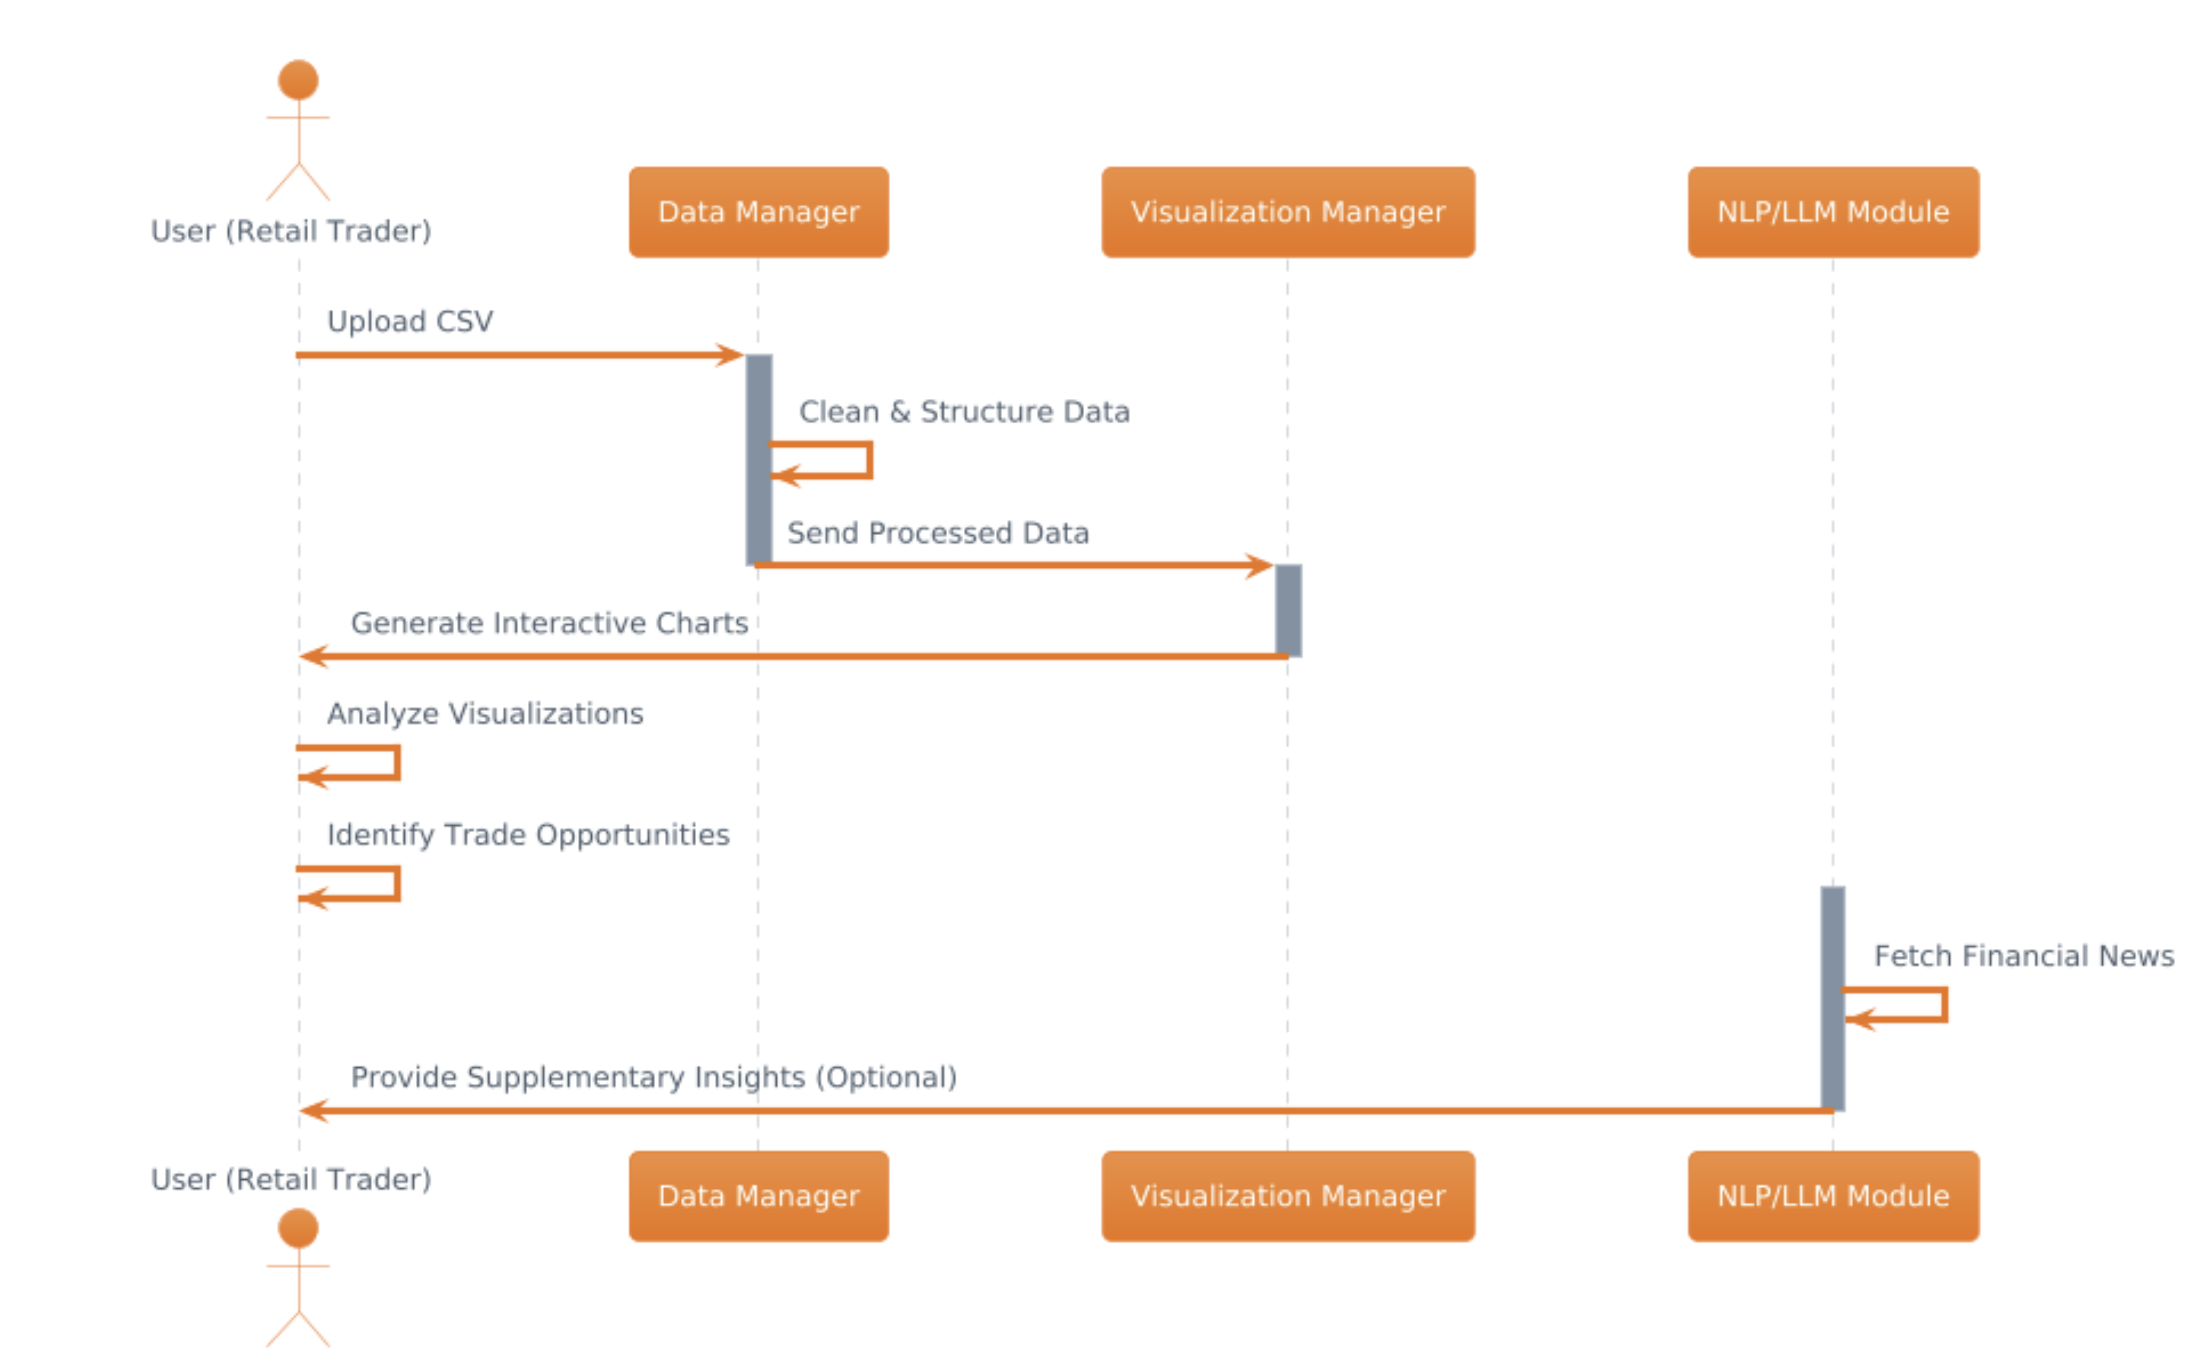 User (Retail Trader)
Data Manager
Visualization Manager
NLP/LLM Module
Upload CSV
Clean & Structure Data
Send Processed Data
Generate Interactive Charts
Analyze Visualizations
Identify Trade Opportunities
Fetch Financial News
Provide Supplementary Insights (Optional)
User (Retail Trader)
Data Manager
Visualization Manager
NLP/LLM Module